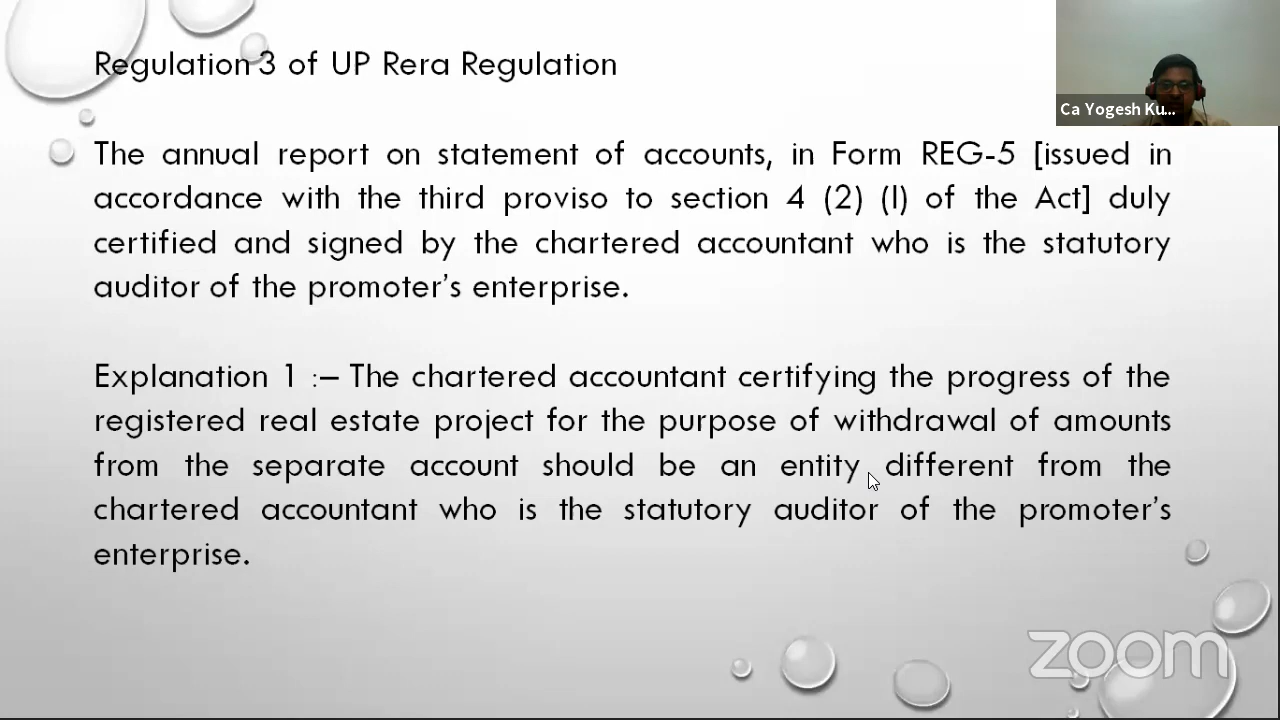 Regulation 3 of UP Rera Regulation
Ca Yogesh Ku...
The annual report on statement of accounts, in Form REG-5 [issued in
accordance with the third proviso to section 4 (2) (l) of the Act] duly
certified and signed by the chartered accountant who is the statutory
auditor of the promoter’s enterprise.
Explanation 1 :– The chartered accountant certifying the progress of the
registered real estate project for the purpose of withdrawal of amounts
from the separate account should be an entity different from the
chartered accountant who is the statutory auditor of the promoter’s
enterprise.
zoom